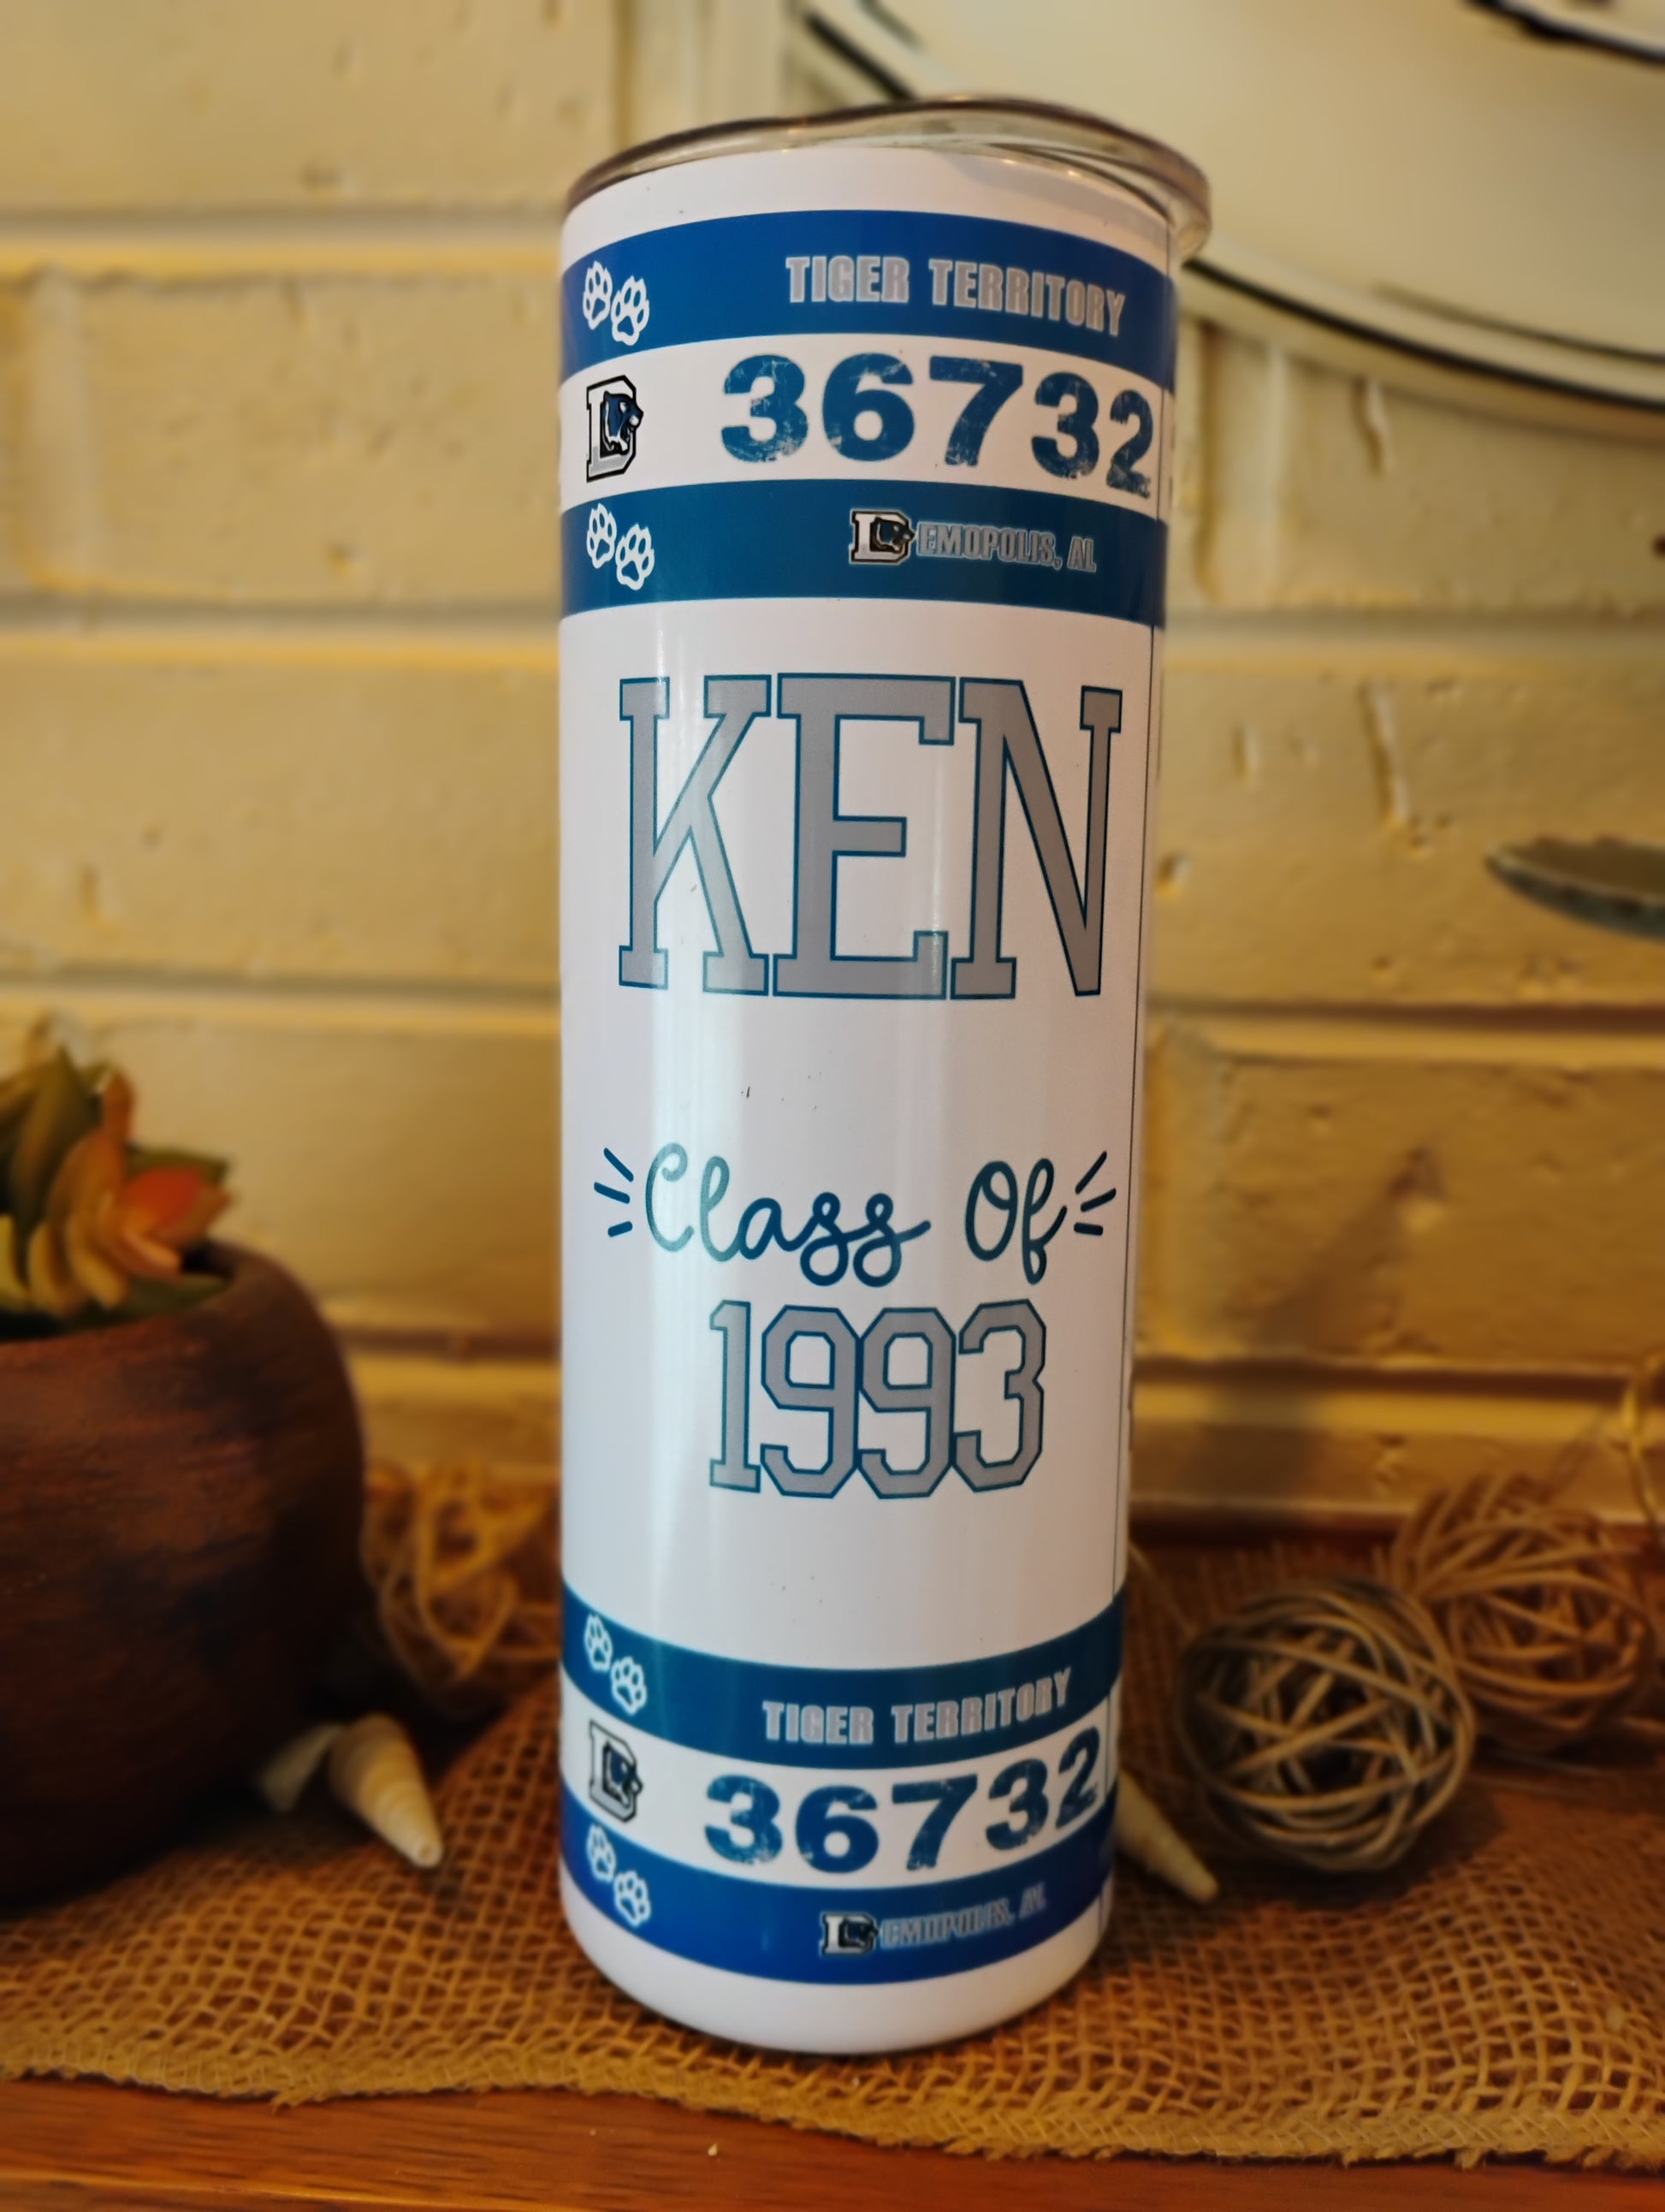 TIGER TERRITORY
36732
DEMOPOLIS, AL
KEN
Class Of
1993
TIGER TERRITORY
36732
DEMOPOLIS, AL